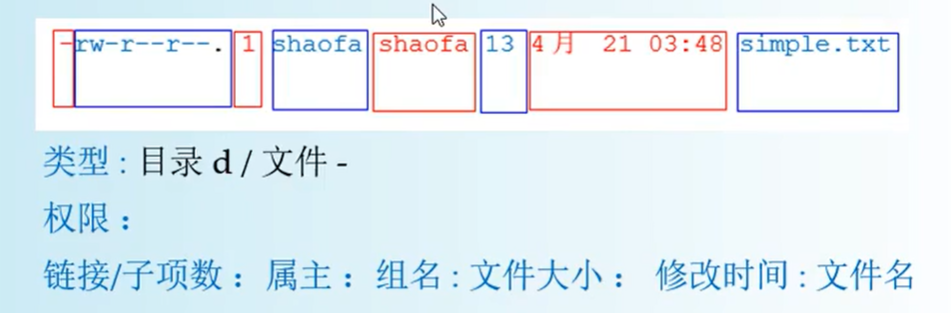 -rw-r--r--. 1 shaofa shaofa 13 4月 21 03:48 simple.txt
类型 : 目录 d / 文件 -
权限 :
链接/子项数 : 属主 : 组名 : 文件大小 : 修改时间 : 文件名